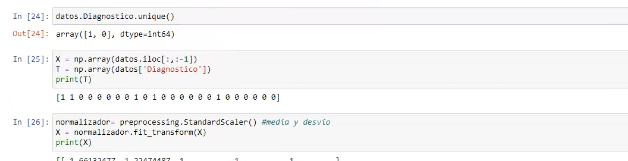 In [24]: datos.Diagnostico.unique()
Out[24]: array([1, 0], dtype=int64)
In [25]: X = np.array(datos.iloc[:,:-1])
T = np.array(datos['Diagnostico'])
print(T)
[1 1 0 0 0 0 0 0 1 0 1 0 0 0 0 0 0 1 0 0 0 0 0 0]
In [26]: normalizador= preprocessing.StandardScaler() #media y desvío
X = normalizador.fit_transform(X)
print(X)